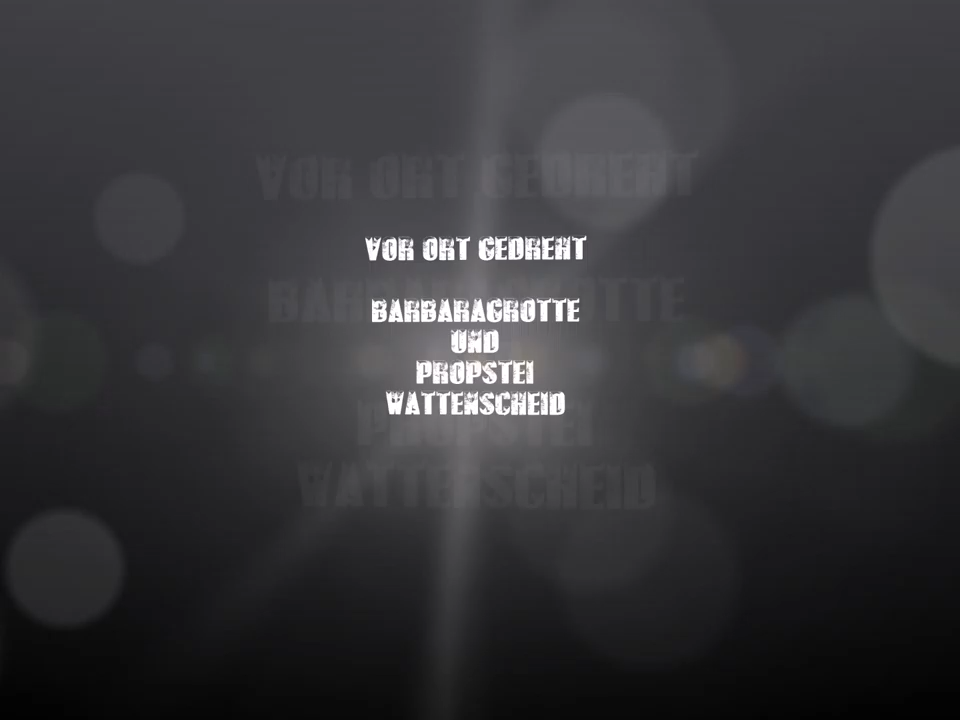 VOR ORT GEDREHT
BARBARAGROTTE
UND
PROPSTEI
WATTENSCHEID